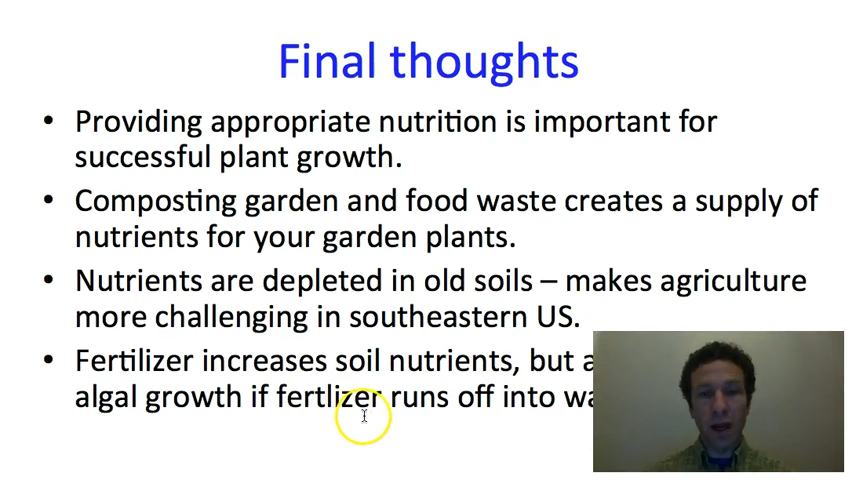 Final thoughts
• Providing appropriate nutrition is important for
successful plant growth.
• Composting garden and food waste creates a supply of
nutrients for your garden plants.
• Nutrients are depleted in old soils – makes agriculture
more challenging in southeastern US.
• Fertilizer increases soil nutrients, but
algal growth if fertlizer runs off into